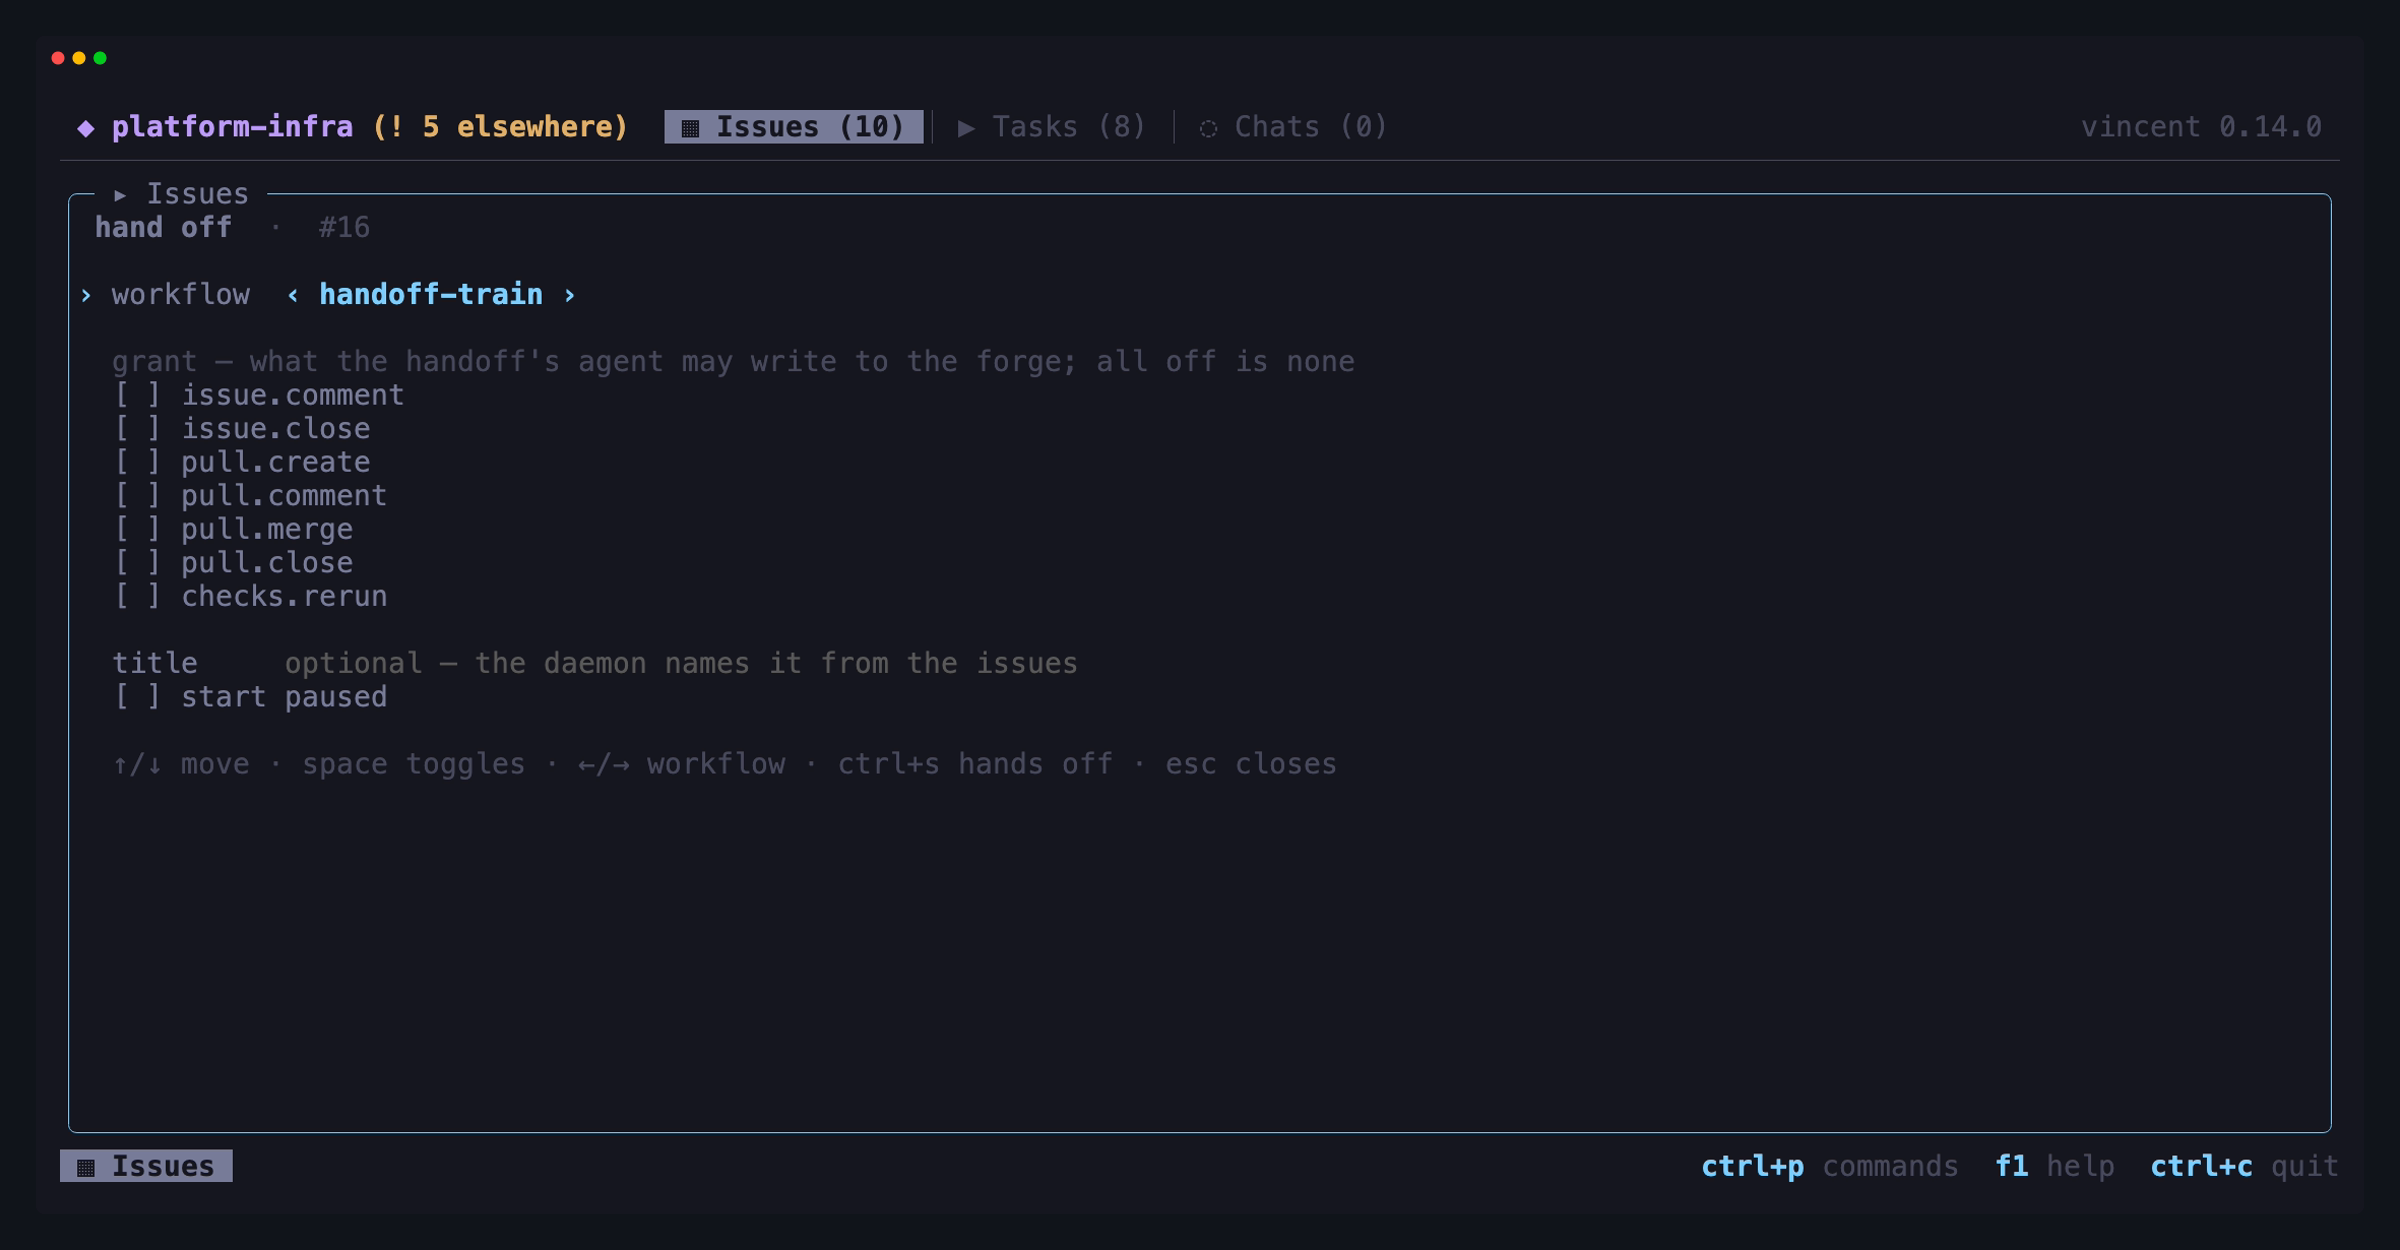 ◆ platform-infra (! 5 elsewhere) ▦ Issues (10) ▶ Tasks (8) ◌ Chats (0) vincent 0.14.0
▸ Issues
hand off · #16
› workflow ‹ handoff-train ›
grant — what the handoff's agent may write to the forge; all off is none
[ ] issue.comment
[ ] issue.close
[ ] pull.create
[ ] pull.comment
[ ] pull.merge
[ ] pull.close
[ ] checks.rerun
title optional — the daemon names it from the issues
[ ] start paused
↑/↓ move · space toggles · ←/→ workflow · ctrl+s hands off · esc closes
▦ Issues ctrl+p commands f1 help ctrl+c quit